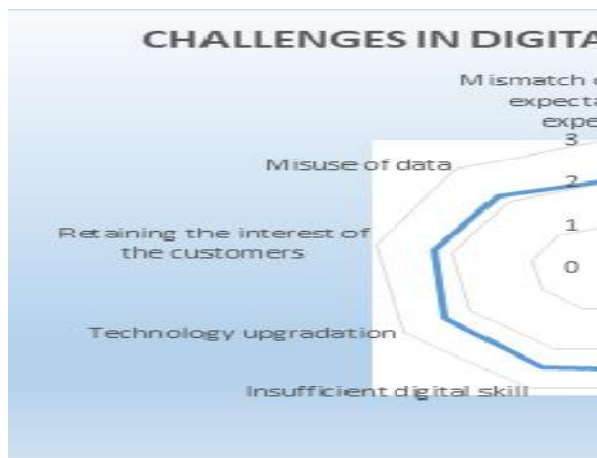 CHALLENGES IN DIGITA
Mismatch
expecta
expe
3
Misuse of data
2
Retaining the interest of
the customers
1
0
Technology upgradation
Insufficient digital skill